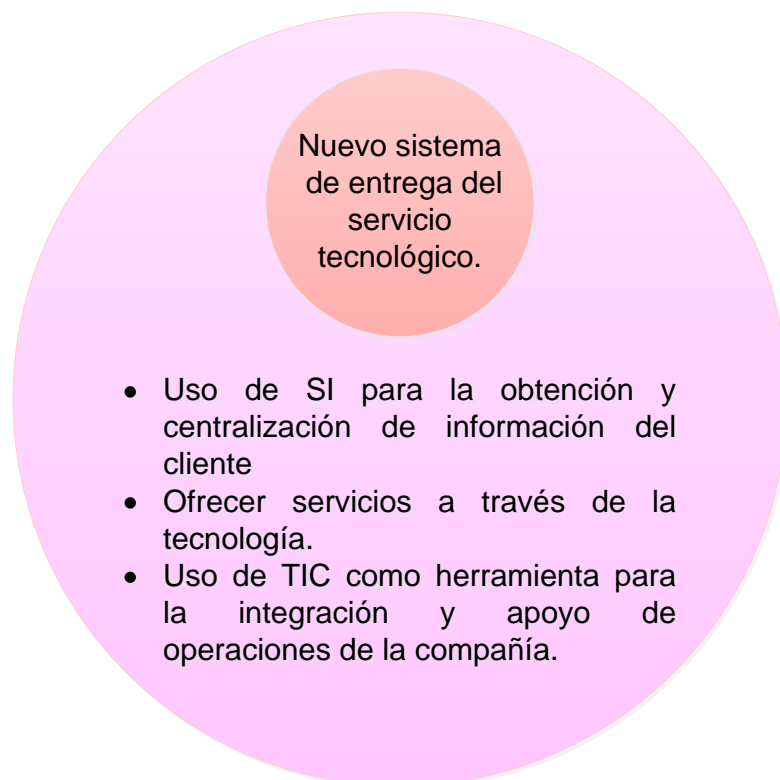 Nuevo sistema
de entrega del
servicio
tecnológico.
• Uso de SI para la obtención y
centralización de información del
cliente
• Ofrecer servicios a través de la
tecnología.
• Uso de TIC como herramienta para
la integración y apoyo de
operaciones de la compañía.